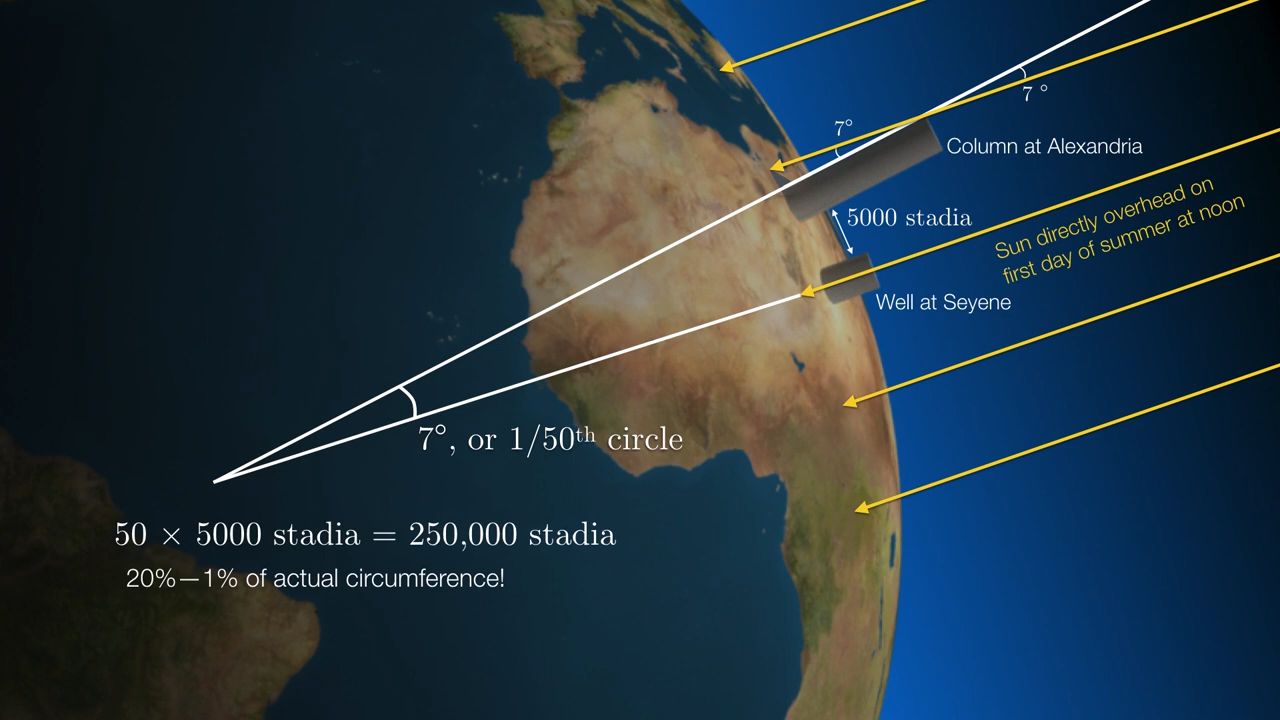 7°
7 °
Column at Alexandria
5000 stadia
Sun directly overhead on
first day of summer at noon
Well at Seyene
7°, or 1/50th circle
50 × 5000 stadia = 250,000 stadia
20%—1% of actual circumference!